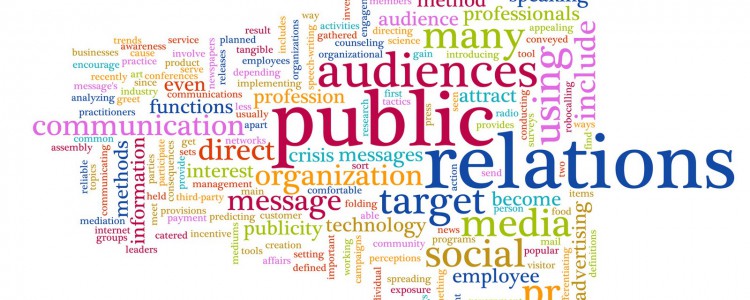 members method speaking
way
result activities engagement audience professionals
trends service gathered directing
businesses awareness planned counseling science many appealing
cause involve tangible organizations gain introducing tool conveyed
encourage practice product releases employees organizational
recently art conferences serve even depending audiences using include
message's since communications implementing speech-writing
analyzing greet industry profession first attract robocalling
practitioners functions less usually tactics press seen radio conducting
communication apart public research provides surveys ways
common networks find
assembly methods get direct crisis messages relations
reliable topics communicating information parties participate consequences provides interest sort action send two
management organization
held third-party main comfortable items
meet message folding target become
mediation provisions payment predicting customer able person food
internet publicity technology news media advertising
groups catered incentive mediums creation important community programs mail definitions
leaders tools setting working campaigns perceptions social popular differentiating
affairs defined individual spreading visitor
exposure employee
pr